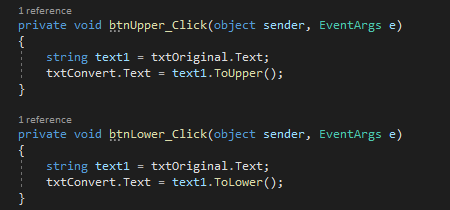 1 reference
private void btnUpper_Click(object sender, EventArgs e)
{
    string text1 = txtOriginal.Text;
    txtConvert.Text = text1.ToUpper();
}
1 reference
private void btnLower_Click(object sender, EventArgs e)
{
    string text1 = txtOriginal.Text;
    txtConvert.Text = text1.ToLower();
}